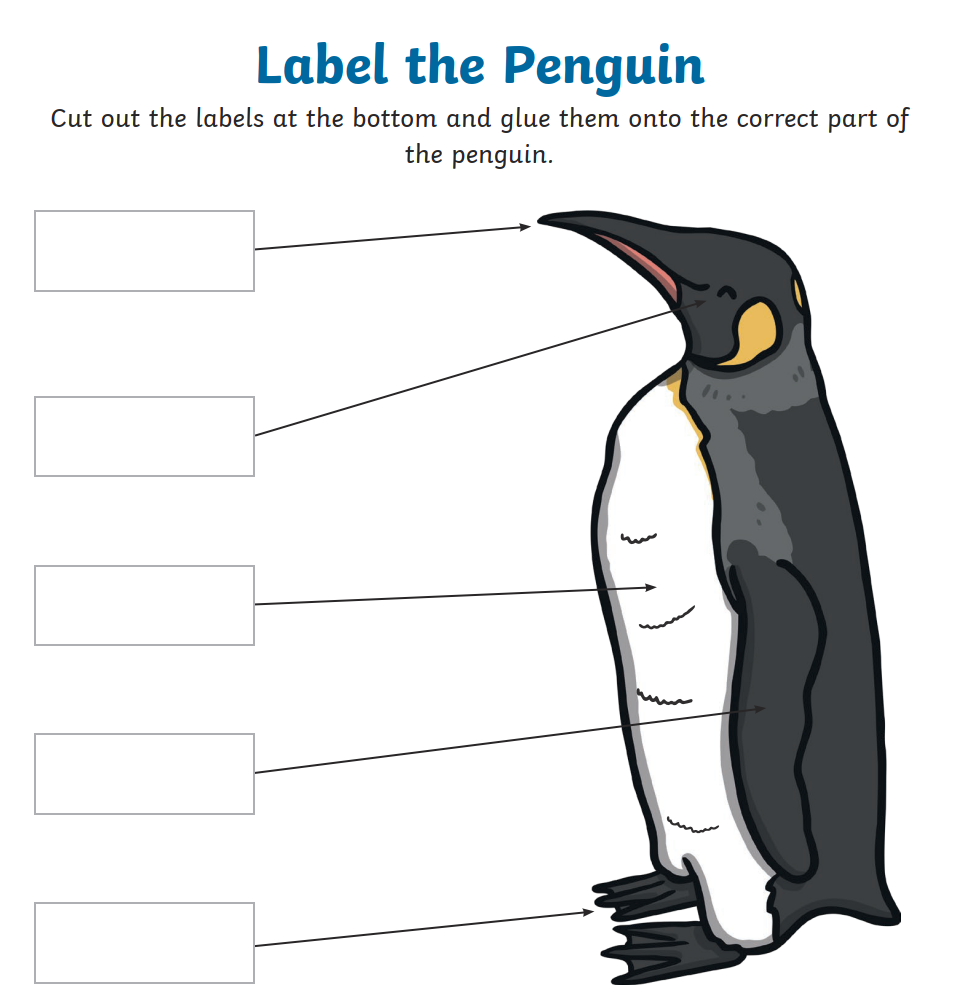 Label the Penguin
Cut out the labels at the bottom and glue them onto the correct part of
the penguin.